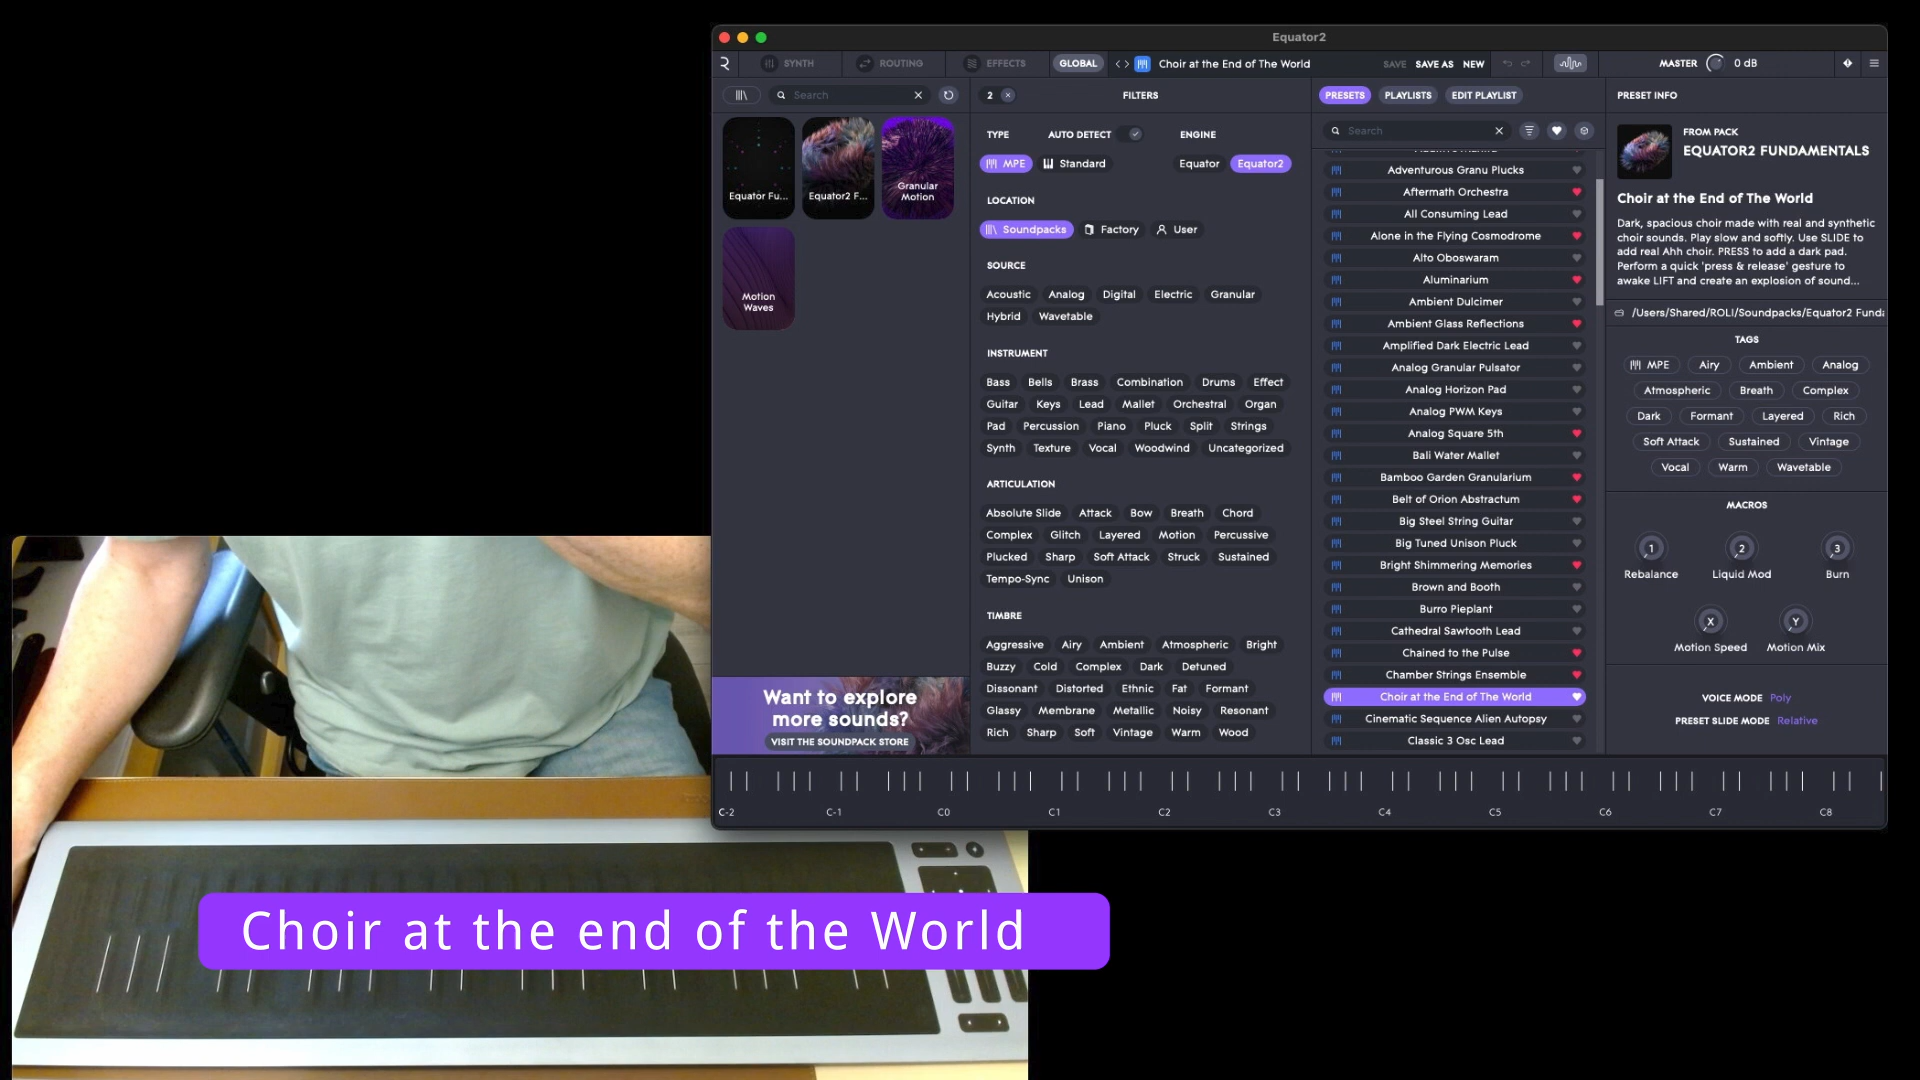 Equator2
SYNTH
ROUTING
EFFECTS
GLOBAL
Choir at the End of The World
SAVE SAVE AS NEW
MASTER 0 dB
Search
2
FILTERS
PRESETS PLAYLISTS EDIT PLAYLIST
PRESET INFO
Equator Fu...
Equator2 F...
Granular
Motion
Motion
Waves
Want to explore
more sounds?
VISIT THE SOUNDPACK STORE
TYPE AUTO DETECT ENGINE
MPE Standard Equator Equator2
LOCATION
Soundpacks Factory User
SOURCE
Acoustic Analog Digital Electric Granular
Hybrid Wavetable
INSTRUMENT
Bass Bells Brass Combination Drums Effect
Guitar Keys Lead Mallet Orchestral Organ
Pad Percussion Piano Pluck Split Strings
Synth Texture Vocal Woodwind Uncategorized
ARTICULATION
Absolute Slide Attack Bow Breath Chord
Complex Glitch Layered Motion Percussive
Plucked Sharp Soft Attack Struck Sustained
Tempo-Sync Unison
TIMBRE
Aggressive Airy Ambient Atmospheric Bright
Buzzy Cold Complex Dark Detuned
Dissonant Distorted Ethnic Fat Formant
Glassy Membrane Metallic Noisy Resonant
Rich Sharp Soft Vintage Warm Wood
Search
Adventurous Granu Plucks
Aftermath Orchestra
All Consuming Lead
Alone in the Flying Cosmodrome
Alto Oboswaram
Aluminarium
Ambient Dulcimer
Ambient Glass Reflections
Amplified Dark Electric Lead
Analog Granular Pulsator
Analog Horizon Pad
Analog PWM Keys
Analog Square 5th
Bali Water Mallet
Bamboo Garden Granularium
Belt of Orion Abstractum
Big Steel String Guitar
Big Tuned Unison Pluck
Bright Shimmering Memories
Brown and Booth
Burro Pieplant
Cathedral Sawtooth Lead
Chained to the Pulse
Chamber Strings Ensemble
Choir at the End of The World
Cinematic Sequence Alien Autopsy
Classic 3 Osc Lead
FROM PACK
EQUATOR2 FUNDAMENTALS
Choir at the End of The World
Dark, spacious choir made with real and synthetic
choir sounds. Play slow and softly. Use SLIDE to
add real Ahh choir. PRESS to add a dark pad.
Perform a quick 'press & release' gesture to
awake LIFT and create an explosion of sound...
/Users/Shared/ROLI/Soundpacks/Equator2 Funda
TAGS
MPE Airy Ambient Analog
Atmospheric Breath Complex
Dark Formant Layered Rich
Soft Attack Sustained Vintage
Vocal Warm Wavetable
MACROS
1 2 3
Rebalance Liquid Mod Burn
X Y
Motion Speed Motion Mix
VOICE MODE Poly
PRESET SLIDE MODE Relative
C-2 C-1 C0 C1 C2 C3 C4 C5 C6 C7 C8
Choir at the end of the World